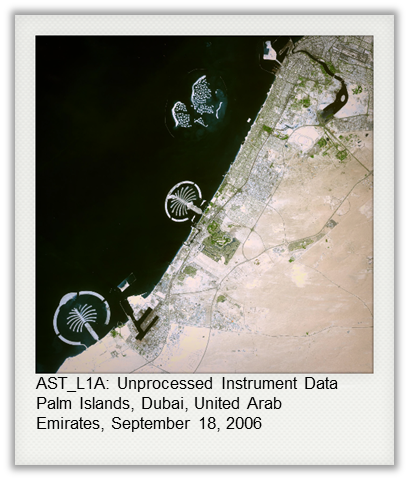 AST_L1A: Unprocessed Instrument Data
Palm Islands, Dubai, United Arab
Emirates, September 18, 2006